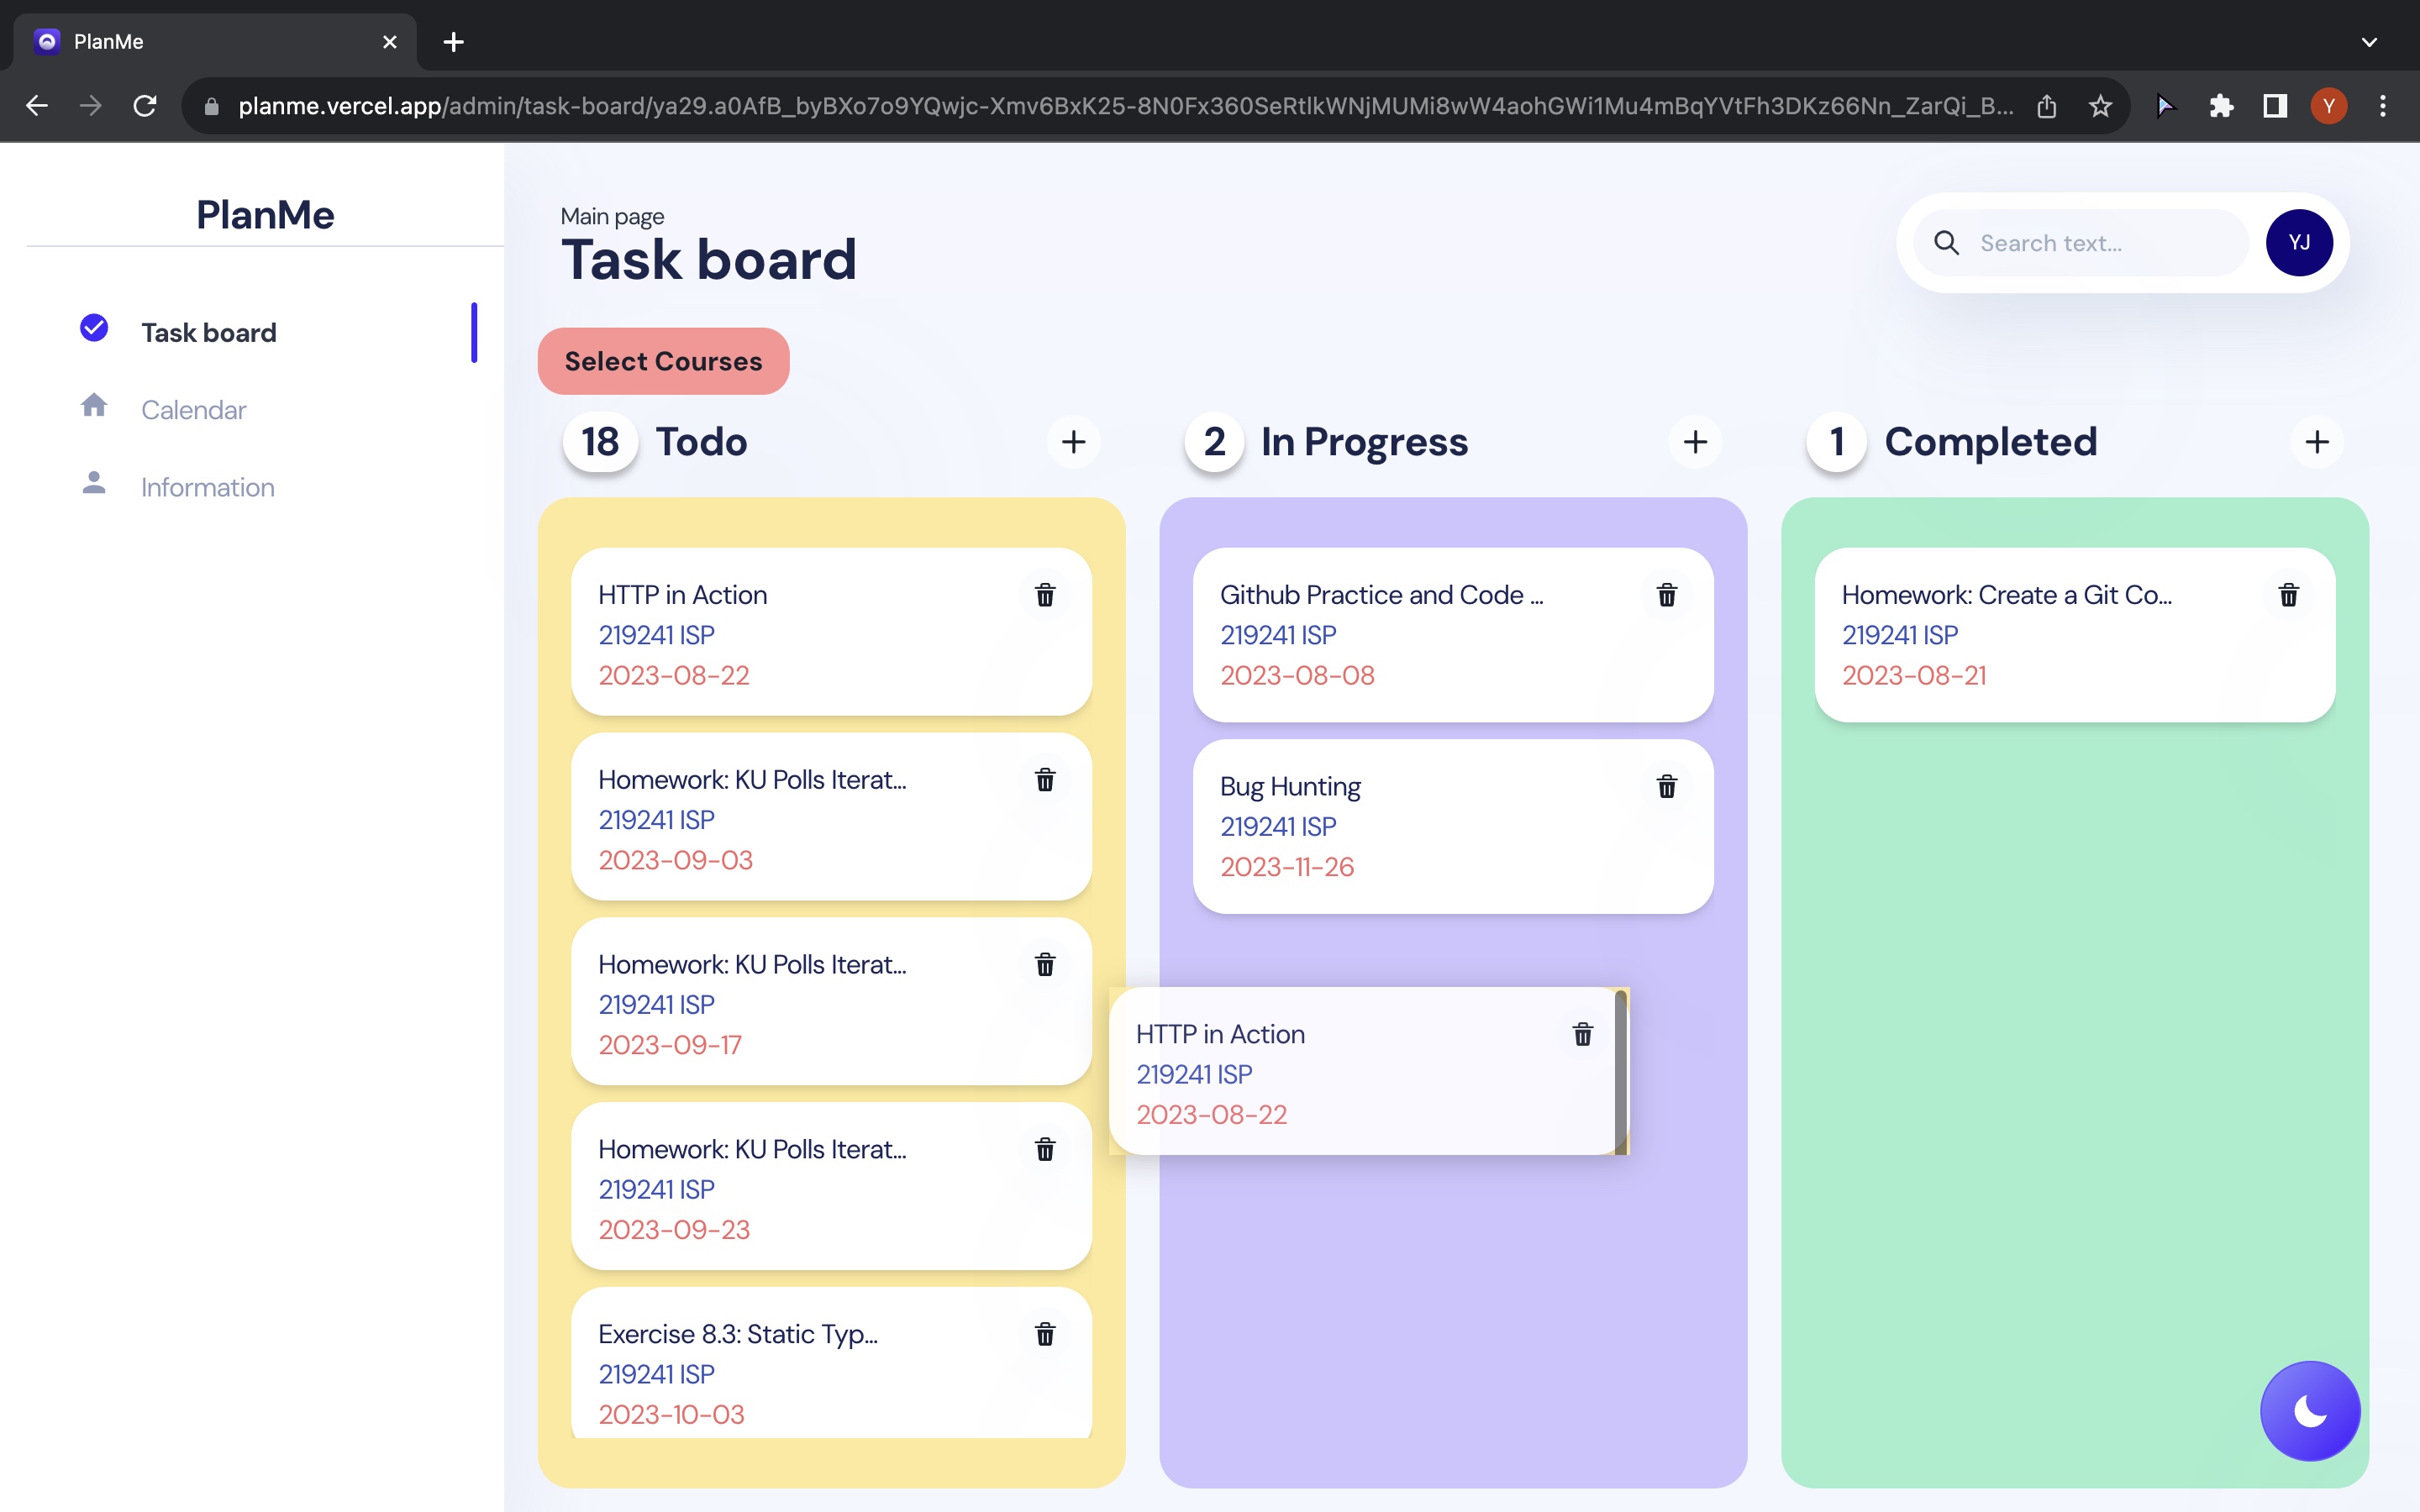 PlanMe
planme.vercel.app/admin/task-board/ya29.a0AfB_byBXo7o9YQwjc-Xmv6BxK25-8N0Fx360SeRtlkWNjMUMi8wW4aohGWi1Mu4mBqYVtFh3DKz66Nn_ZarQi_B...
Y
PlanMe
Task board
Calendar
Information
Main page
Task board
Search text...
YJ
Select Courses
18 Todo
HTTP in Action
219241 ISP
2023-08-22
Homework: KU Polls Iterat...
219241 ISP
2023-09-03
Homework: KU Polls Iterat...
219241 ISP
2023-09-17
Homework: KU Polls Iterat...
219241 ISP
2023-09-23
Exercise 8.3: Static Typ...
219241 ISP
2023-10-03
2 In Progress
Github Practice and Code ...
219241 ISP
2023-08-08
Bug Hunting
219241 ISP
2023-11-26
HTTP in Action
219241 ISP
2023-08-22
1 Completed
Homework: Create a Git Co...
219241 ISP
2023-08-21